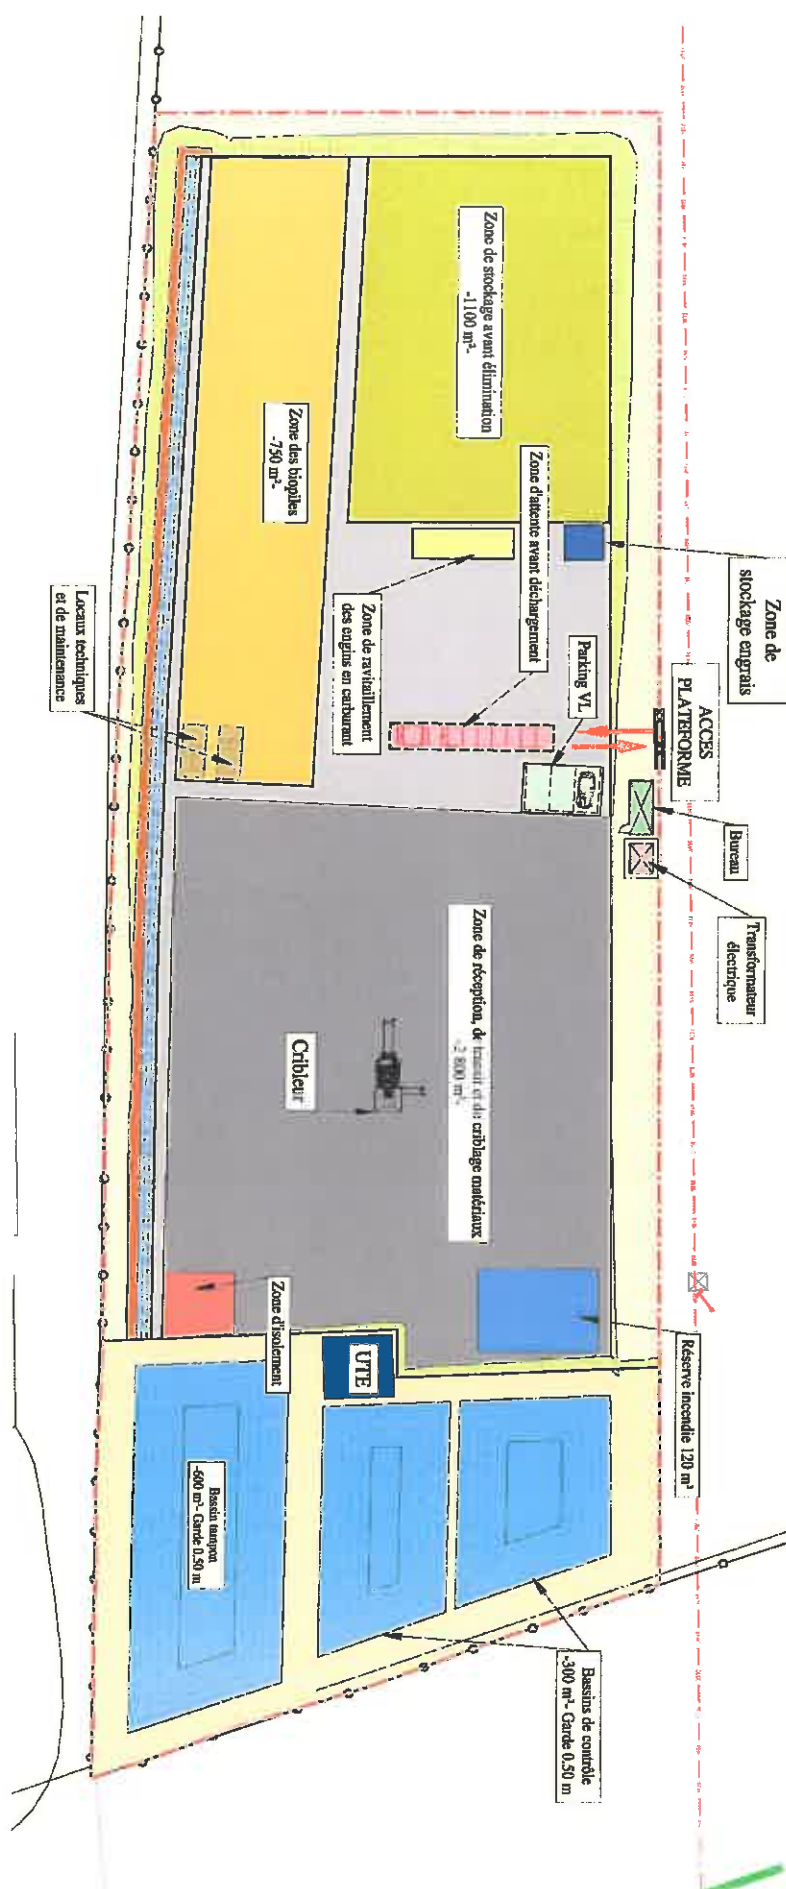 Zone de
stockage engrais
ACCES
PLATEFORME
Bureau
Transformateur
électrique
Réserve incendie 120 m³
Zone de stockage avant élimination
-1100 m²-
Zone d'attente avant déchargement
Parking VL
Zone de ravitaillement
des engins en carburant
Zone des biopiles
-750 m²-
Locaux techniques
et de maintenance
Zone de réception, de transit et de criblage matériaux
-2 800 m²-
Cribleur
Zone d'isolement
UTE
Bassin tampon
-600 m³- Garde 0.50 m
Bassins de contrôle
-300 m³- Garde 0.50 m